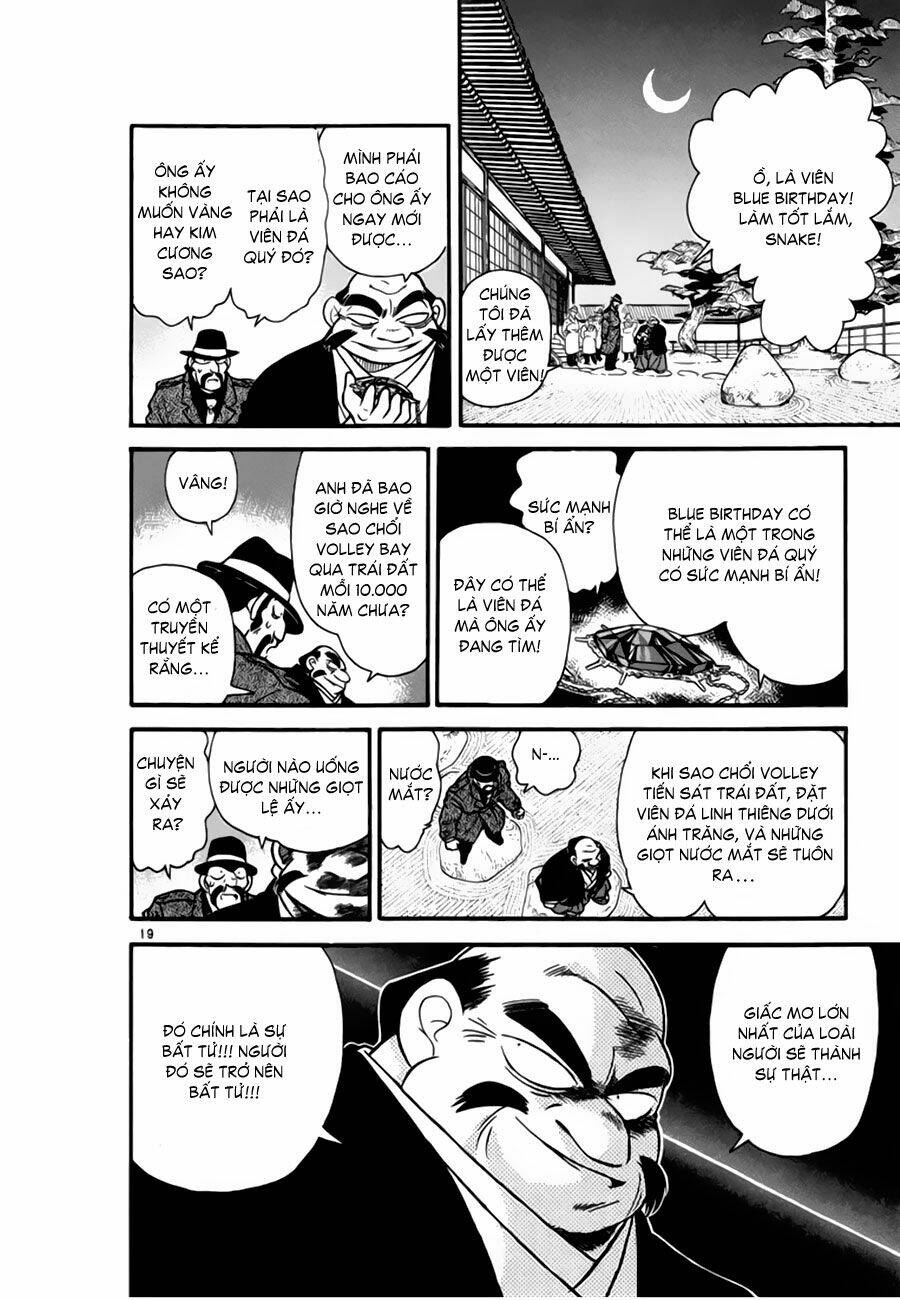 Ồ, LÀ VIÊN
BLUE BIRTHDAY!
LÀM TỐT LẮM,
SNAKE!
CHÚNG
TÔI ĐÃ
LẤY THÊM
ĐƯỢC
MỘT VIÊN!
MÌNH PHẢI
BAO CÁO
CHO ÔNG ẤY
NGAY MỚI
ĐƯỢC...
TẠI SAO
PHẢI LÀ
VIÊN ĐÁ
QUÝ ĐÓ?
ÔNG ẤY
KHÔNG
MUỐN VÀNG
HAY KIM
CƯƠNG
SAO?
BLUE BIRTHDAY CÓ
THỂ LÀ MỘT TRONG
NHỮNG VIÊN ĐÁ QUÝ
CÓ SỨC MẠNH BÍ ẨN!
SỨC MẠNH
BÍ ẨN?
ĐÂY CÓ THỂ
LÀ VIÊN ĐÁ
MÀ ÔNG ẤY
ĐANG TÌM!
ANH ĐÃ BAO
GIỜ NGHE VỀ
SAO CHỔI
VOLLEY BAY
QUA TRÁI ĐẤT
MỖI 10.000
NĂM CHƯA?
VÂNG!
CÓ MỘT
TRUYỀN
THUYẾT KỂ
RẰNG...
KHI SAO CHỔI VOLLEY
TIẾN SÁT TRÁI ĐẤT, ĐẶT
VIÊN ĐÁ LINH THIÊNG DƯỚI
ÁNH TRĂNG, VÀ NHỮNG
GIỌT NƯỚC MẮT SẼ TUÔN
RA...
N-...
NƯỚC
MẮT?
NGƯỜI NÀO UỐNG
ĐƯỢC NHỮNG GIỌT
LỆ ẤY...
CHUYỆN
GÌ SẼ
XẢY
RA?
19
GIẤC MƠ LỚN
NHẤT CỦA LOÀI
NGƯỜI SẼ THÀNH
SỰ THẬT...
ĐÓ CHÍNH LÀ SỰ
BẤT TỬ!!! NGƯỜI
ĐÓ SẼ TRỞ NÊN
BẤT TỬ!!!